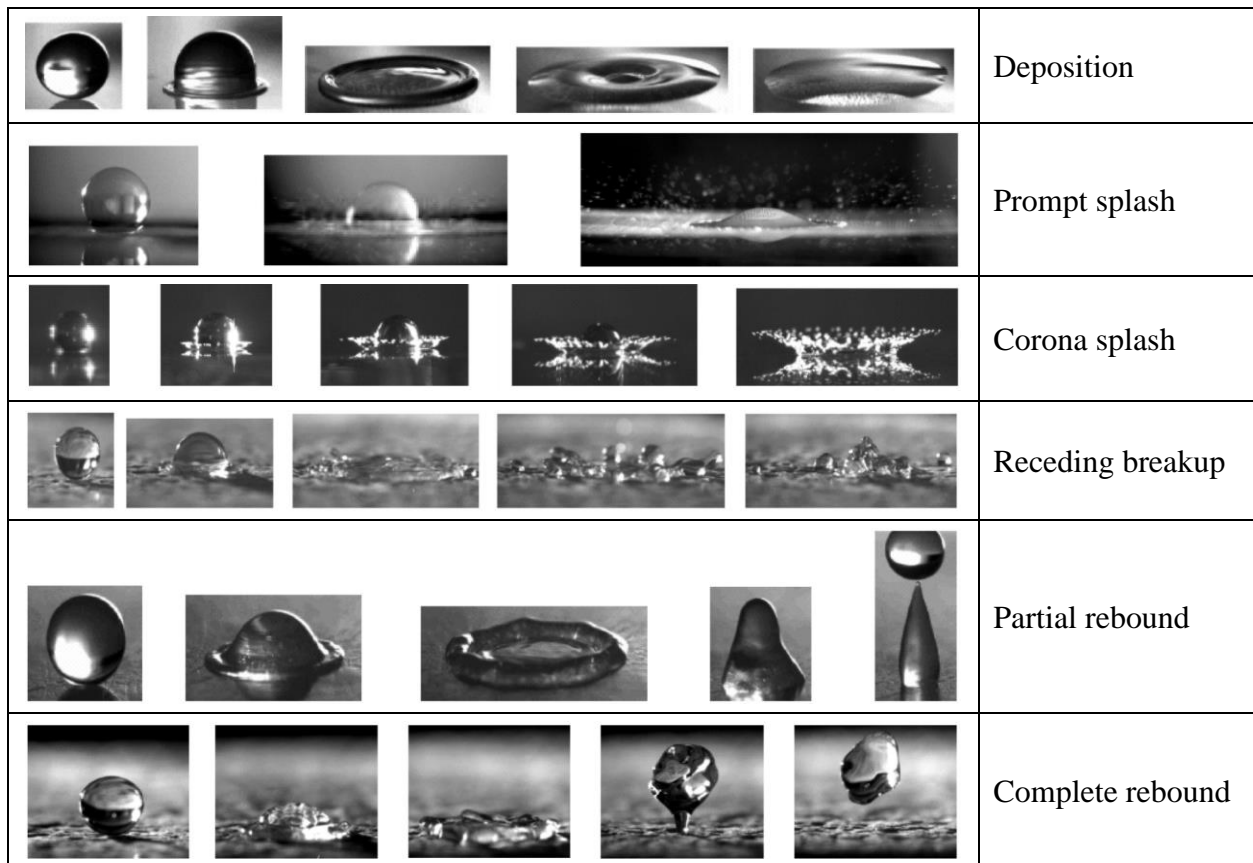 Deposition
Prompt splash
Corona splash
Receding breakup
Partial rebound
Complete rebound